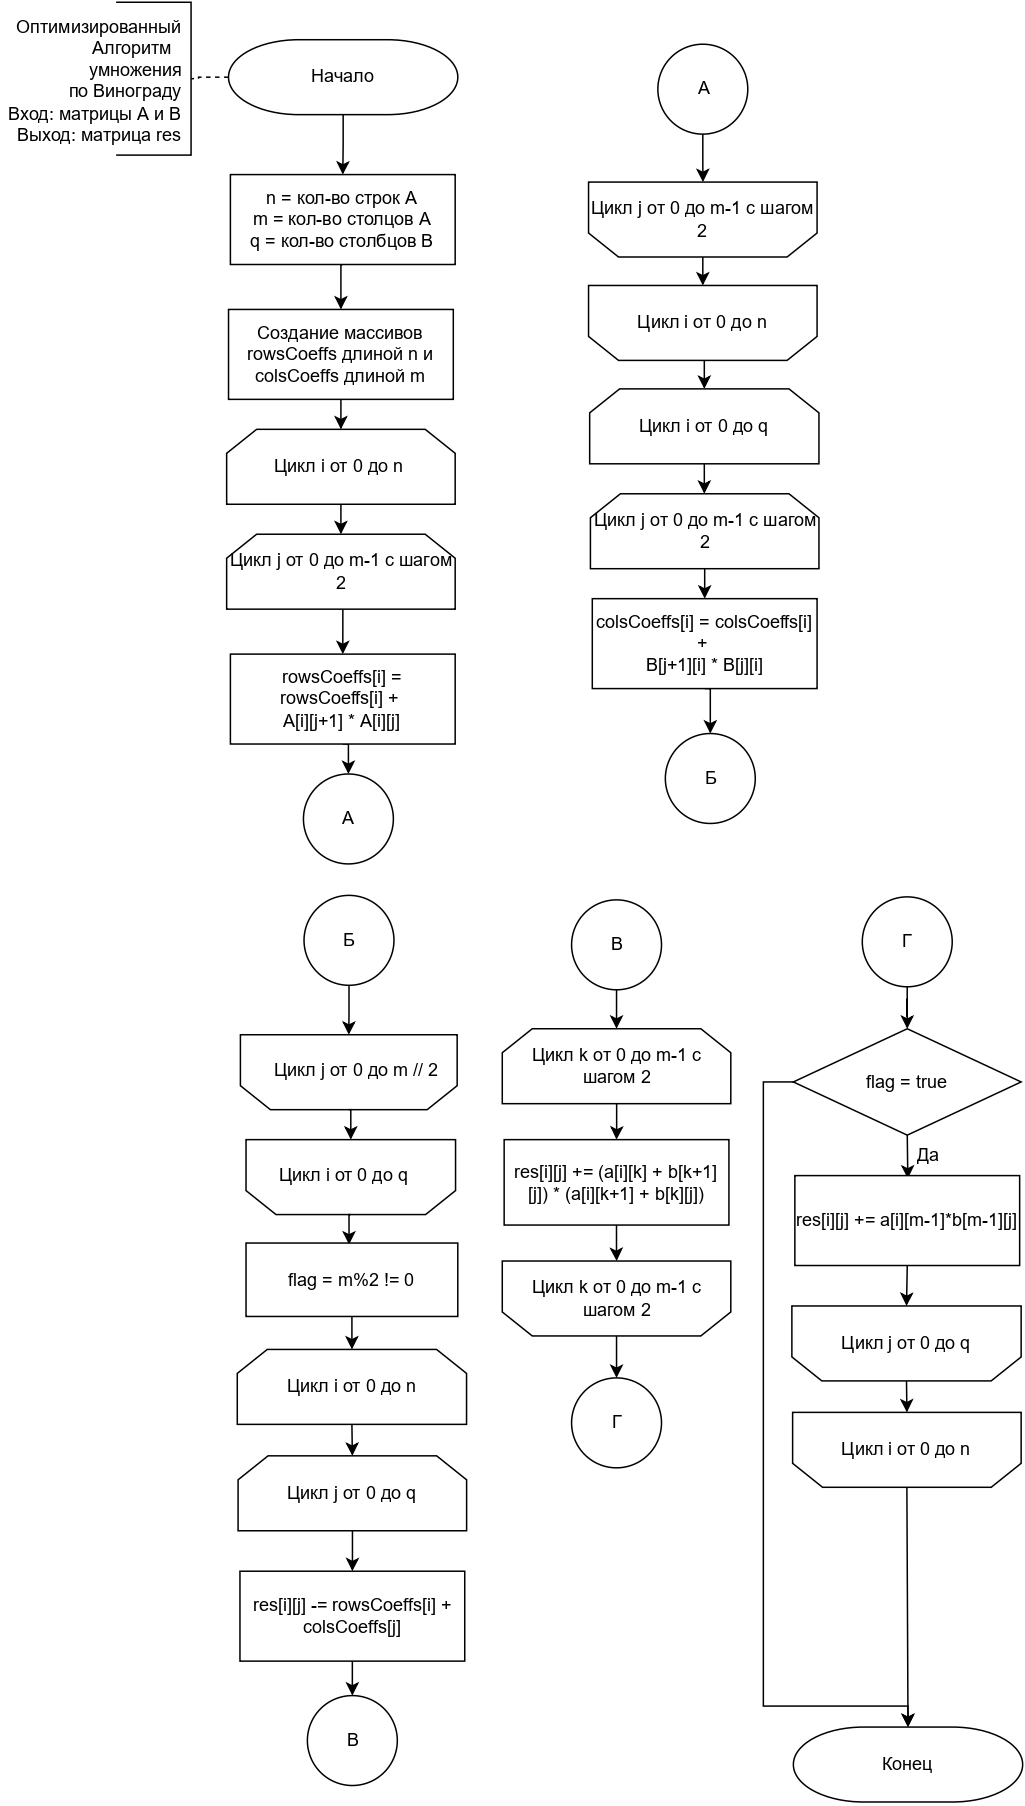 Оптимизированный
Алгоритм
умножения
по Винограду
Вход: матрицы А и В
Выход: матрица res
Начало
n = кол-во строк A
m = кол-во столцов A
q = кол-во столбцов B
Создание массивов
rowsCoeffs длиной n и
colsCoeffs длиной m
Цикл i от 0 до n
Цикл j от 0 до m-1 с шагом
2
rowsCoeffs[i] =
rowsCoeffs[i] +
A[i][j+1] * A[i][j]
А
А
Цикл j от 0 до m-1 с шагом
2
Цикл i от 0 до n
Цикл i от 0 до q
Цикл j от 0 до m-1 с шагом
2
colsCoeffs[i] = colsCoeffs[i]
+
B[j+1][i] * B[j][i]
Б
Б
Цикл j от 0 до m // 2
Цикл i от 0 до q
flag = m%2 != 0
Цикл i от 0 до n
Цикл j от 0 до q
res[i][j] -= rowsCoeffs[i] +
colsCoeffs[j]
В
В
Цикл k от 0 до m-1 с
шагом 2
res[i][j] += (a[i][k] + b[k+1]
[j]) * (a[i][k+1] + b[k][j])
Цикл k от 0 до m-1 с
шагом 2
Г
Г
flag = true
Да
res[i][j] += a[i][m-1]*b[m-1][j]
Цикл j от 0 до q
Цикл i от 0 до n
Конец